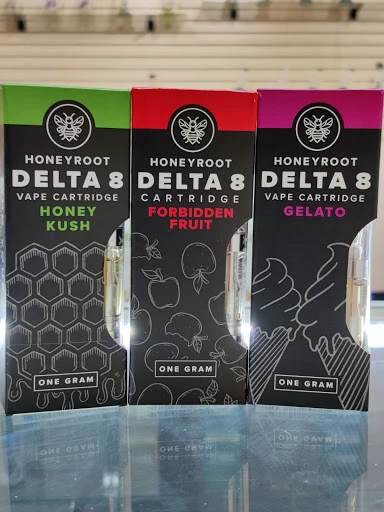 HONEYROOT
DELTA 8
VAPE CARTRIDGE
HONEY
KUSH
ONE GRAM
HONEYROOT
DELTA 8
CARTRIDGE
FORBIDDEN
FRUIT
ONE GRAM
HONEYROOT
DELTA 8
VAPE CARTRIDGE
GELATO
ONE GRAM